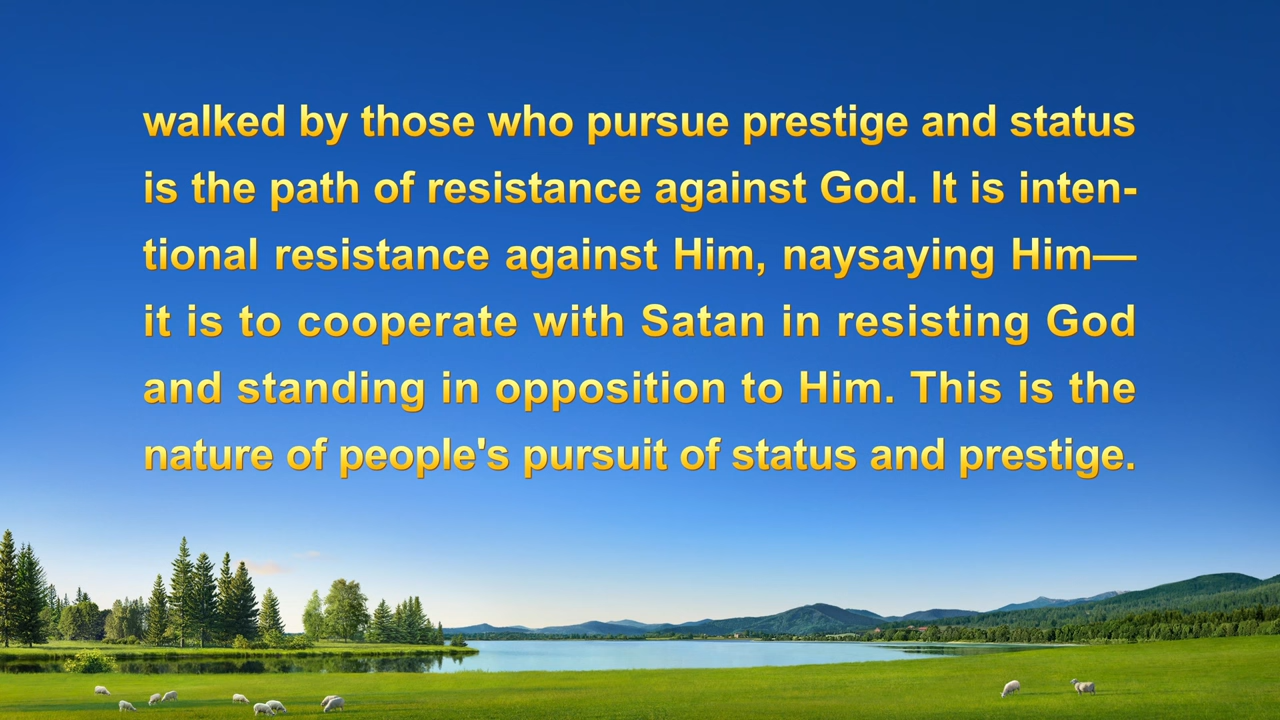 walked by those who pursue prestige and status
is the path of resistance against God. It is inten-
tional resistance against Him, naysaying Him—
it is to cooperate with Satan in resisting God
and standing in opposition to Him. This is the
nature of people's pursuit of status and prestige.